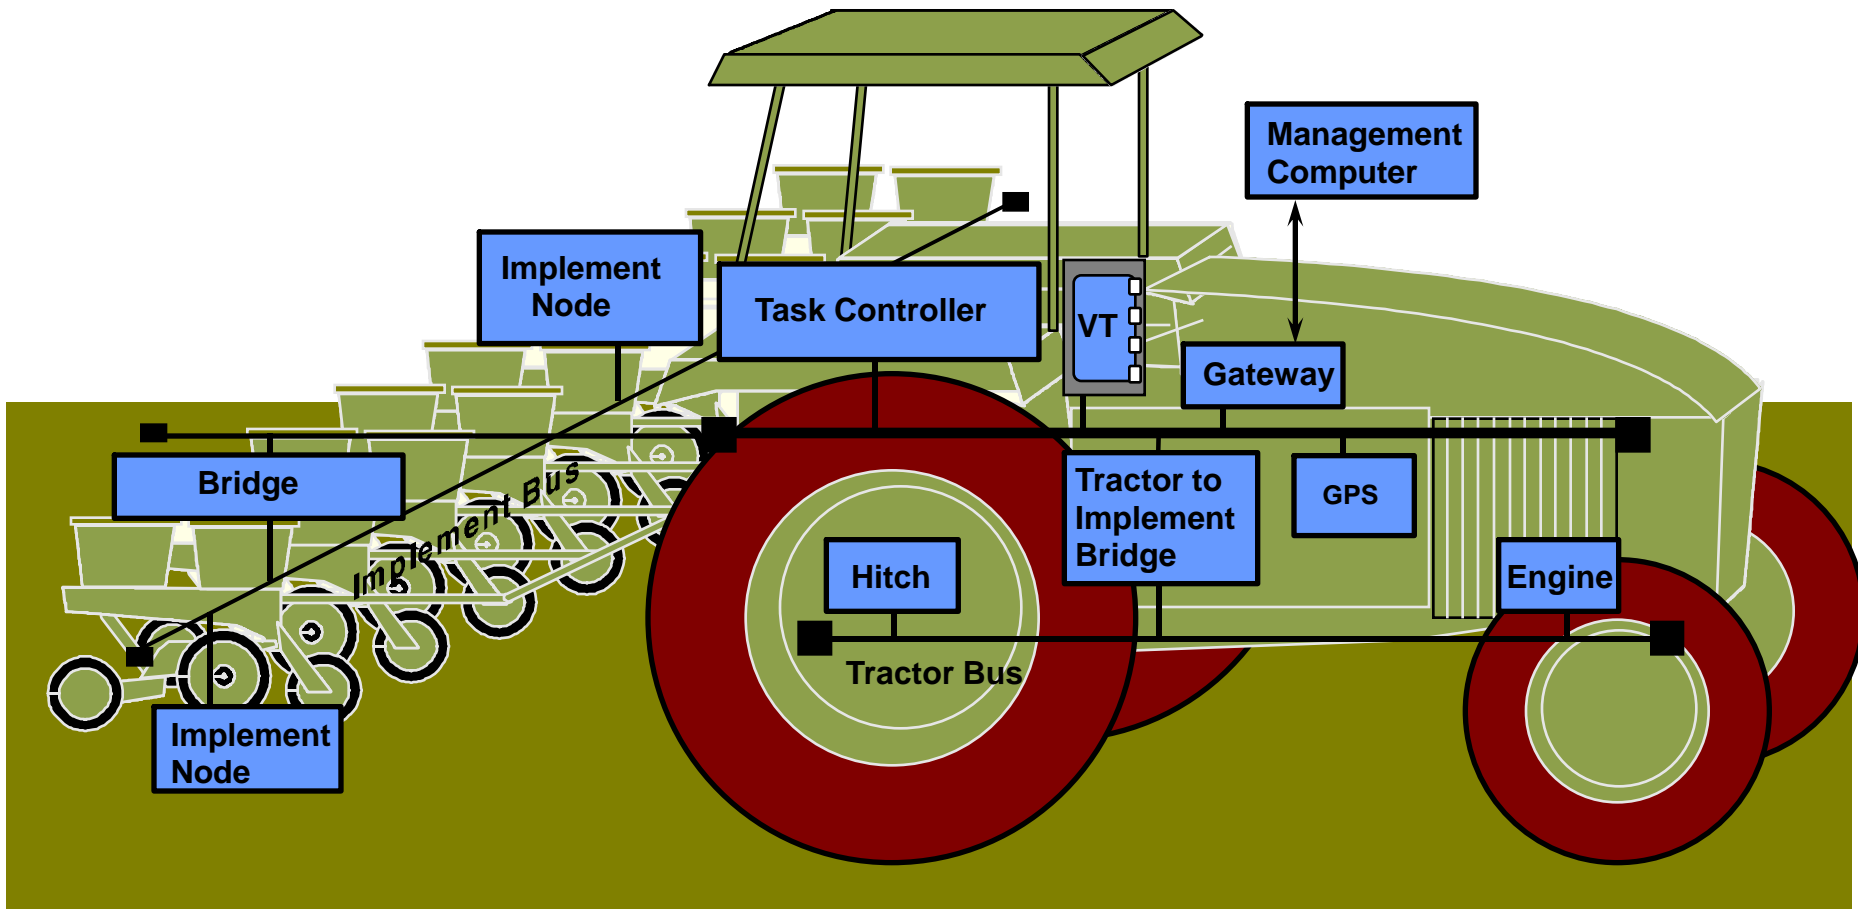 Management
Computer
Implement
Node
Task Controller
VT
Gateway
Bridge
Implement Bus
Tractor to
Implement
Bridge
GPS
Hitch
Engine
Tractor Bus
Implement
Node